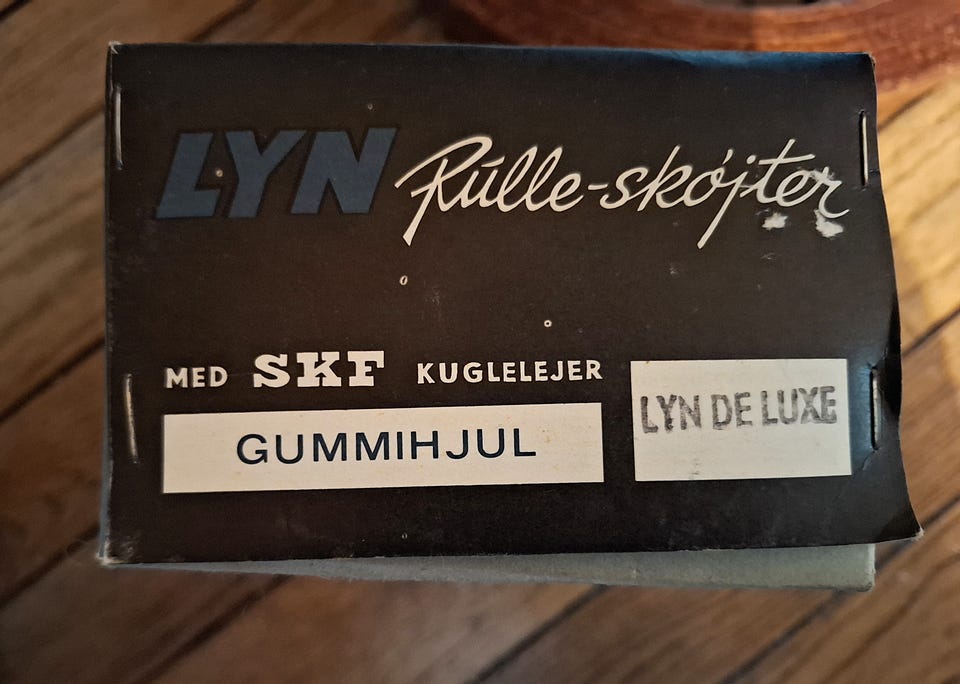 LYN Rulle-skøjter
MED SKF KUGLELEJER
GUMMIHJUL
LYN DE LUXE